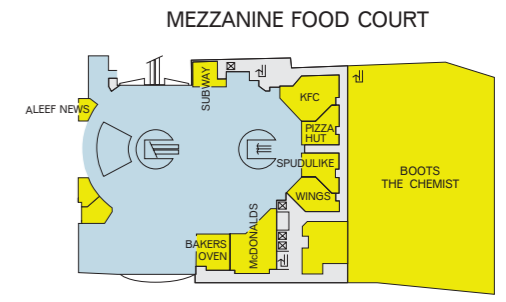 MEZZANINE FOOD COURT
SUBWAY
ALEEF NEWS
KFC
PIZZA
HUT
SPUDULIKE
BOOTS
THE CHEMIST
WINGS
BAKERS
OVEN
McDONALDS